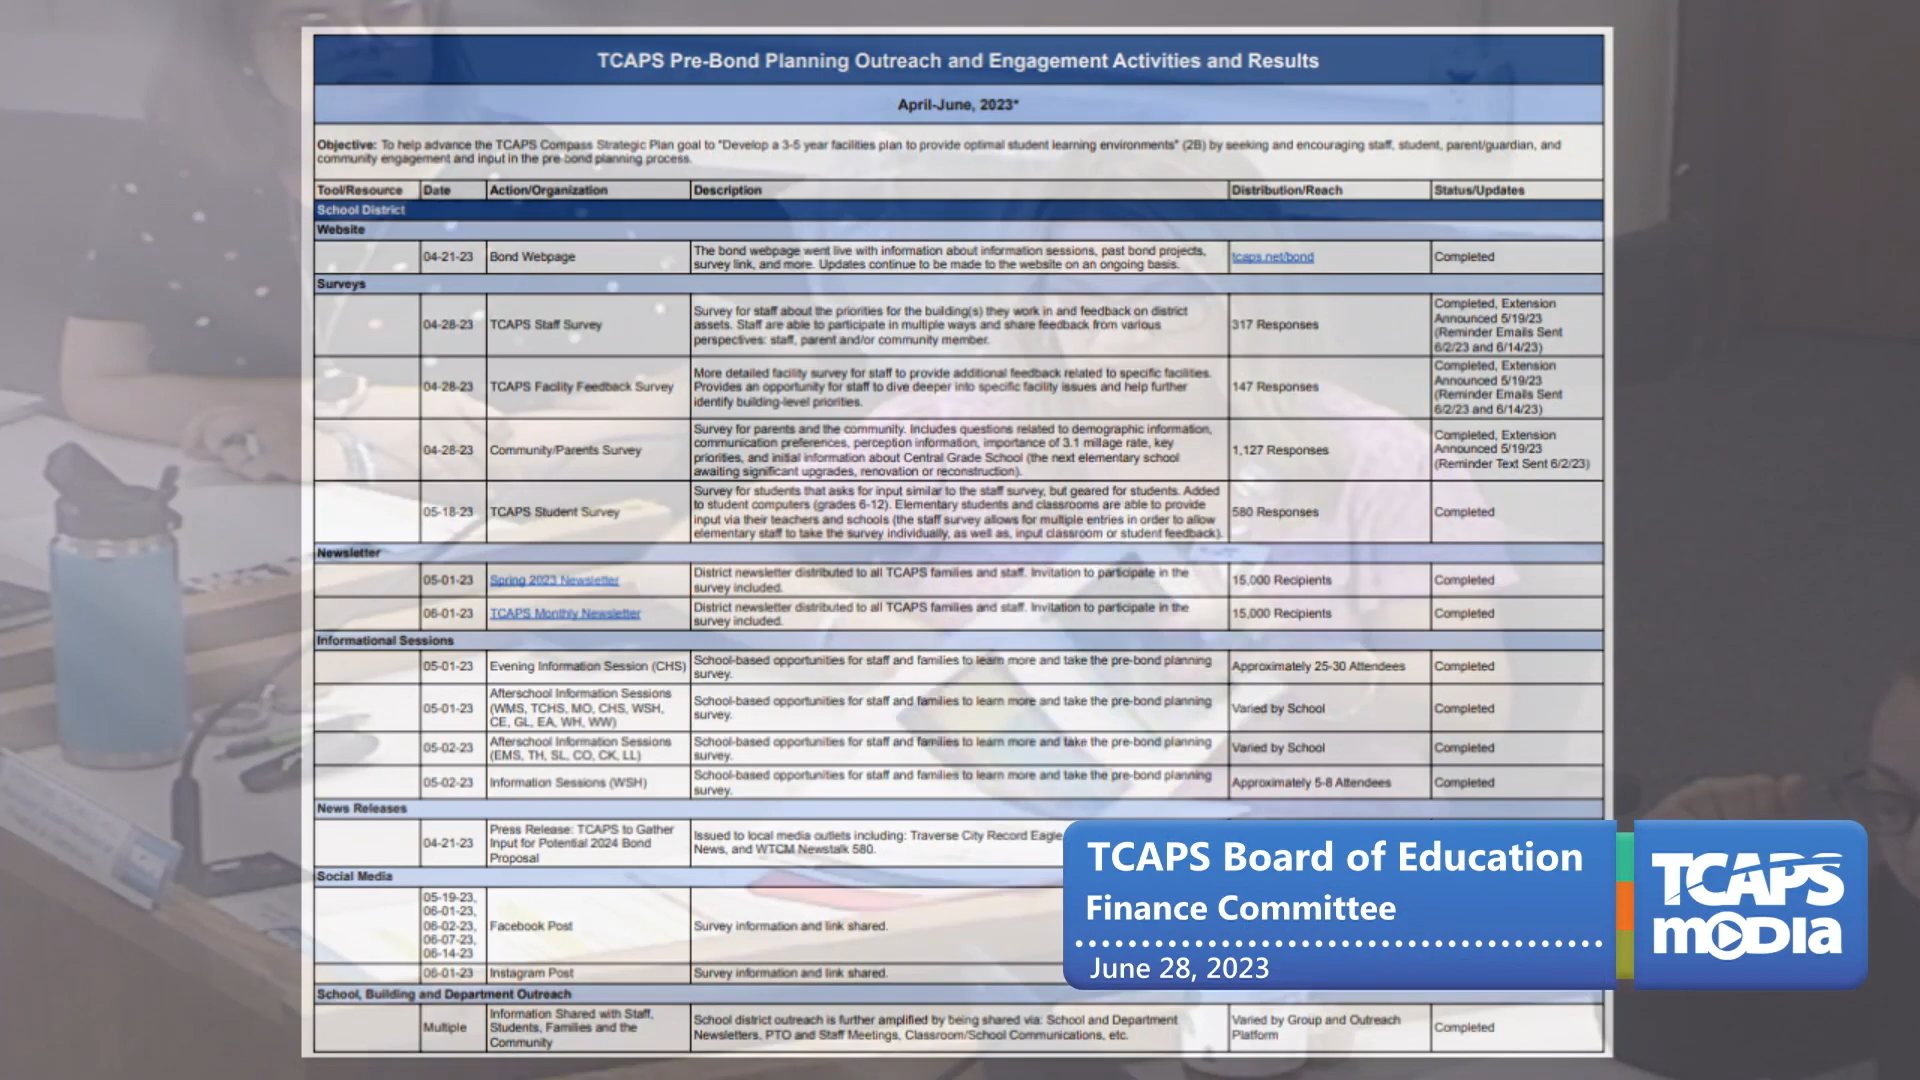 TCAPS Pre-Bond Planning Outreach and Engagement Activities and Results
April-June, 2023*
Objective: To help advance the TCAPS Compass Strategic Plan goal to "Develop a 3-5 year facilities plan to provide optimal student learning environments" (2B) by seeking and encouraging staff, student, parent/guardian, and
community engagement and input in the pre-bond planning process.
Tool/Resource Date Action/Organization Description Distribution/Reach Status/Updates
School District
Website
04-21-23 Bond Webpage
The bond webpage went live with information about information sessions, past bond projects,
survey link, and more. Updates continue to be made to the website on an ongoing basis.
tcaps.net/bond
Completed
Surveys
04-28-23 TCAPS Staff Survey
Survey for staff about the priorities for the building(s) they work in and feedback on district
assets. Staff are able to participate in multiple ways and share feedback from various
perspectives: staff, parent and/or community member.
317 Responses
Completed, Extension
Announced 5/19/23
(Reminder Emails Sent
6/2/23 and 6/14/23)
04-28-23 TCAPS Facility Feedback Survey
More detailed facility survey for staff to provide additional feedback related to specific facilities.
Provides an opportunity for staff to dive deeper into specific facility issues and help further
identify building-level priorities.
147 Responses
Completed, Extension
Announced 5/19/23
(Reminder Emails Sent
6/2/23 and 6/14/23)
04-28-23 Community/Parents Survey
Survey for parents and the community. Includes questions related to demographic information,
communication preferences, perception information, importance of 3.1 millage rate, key
priorities, and initial information about Central Grade School (the next elementary school
awaiting significant upgrades, renovation or reconstruction).
1,127 Responses
Completed, Extension
Announced 5/19/23
(Reminder Text Sent 6/2/23)
05-18-23 TCAPS Student Survey
Survey for students that asks for input similar to the staff survey, but geared for students. Added
to student computers (grades 6-12). Elementary students and classrooms are able to provide
input via their teachers and schools (the staff survey allows for multiple entries in order to allow
elementary staff to take the survey individually, as well as, input classroom or student feedback).
580 Responses
Completed
Newsletter
05-01-23 Spring 2023 Newsletter
District newsletter distributed to all TCAPS families and staff. Invitation to participate in the
survey included.
15,000 Recipients
Completed
06-01-23 TCAPS Monthly Newsletter
District newsletter distributed to all TCAPS families and staff. Invitation to participate in the
survey included.
15,000 Recipients
Completed
Informational Sessions
05-01-23 Evening Information Session (CHS)
School-based opportunities for staff and families to learn more and take the pre-bond planning
survey.
Approximately 25-30 Attendees
Completed
05-01-23
Afterschool Information Sessions
(WMS, TCHS, MO, CHS, WSH,
CE, GL, EA, WH, WW)
School-based opportunities for staff and families to learn more and take the pre-bond planning
survey.
Varied by School
Completed
05-02-23
Afterschool Information Sessions
(EMS, TH, SL, CO, CK, LL)
School-based opportunities for staff and families to learn more and take the pre-bond planning
survey.
Varied by School
Completed
05-02-23 Information Sessions (WSH)
School-based opportunities for staff and families to learn more and take the pre-bond planning
survey.
Approximately 5-8 Attendees
Completed
News Releases
04-21-23
Press Release: TCAPS to Gather
Input for Potential 2024 Bond
Proposal
Issued to local media outlets including: Traverse City Record Eagle
News, and WTCM Newstalk 580.
Social Media
05-19-23,
06-01-23,
06-02-23,
06-07-23,
06-14-23
Facebook Post
Survey information and link shared.
06-01-23 Instagram Post
Survey information and link shared.
School, Building and Department Outreach
Multiple
Information Shared with Staff,
Students, Families and the
Community
School district outreach is further amplified by being shared via: School and Department
Newsletters, PTO and Staff Meetings, Classroom/School Communications, etc.
Varied by Group and Outreach
Platform
Completed
TCAPS Board of Education
Finance Committee
June 28, 2023
TCAPS
mEDIa